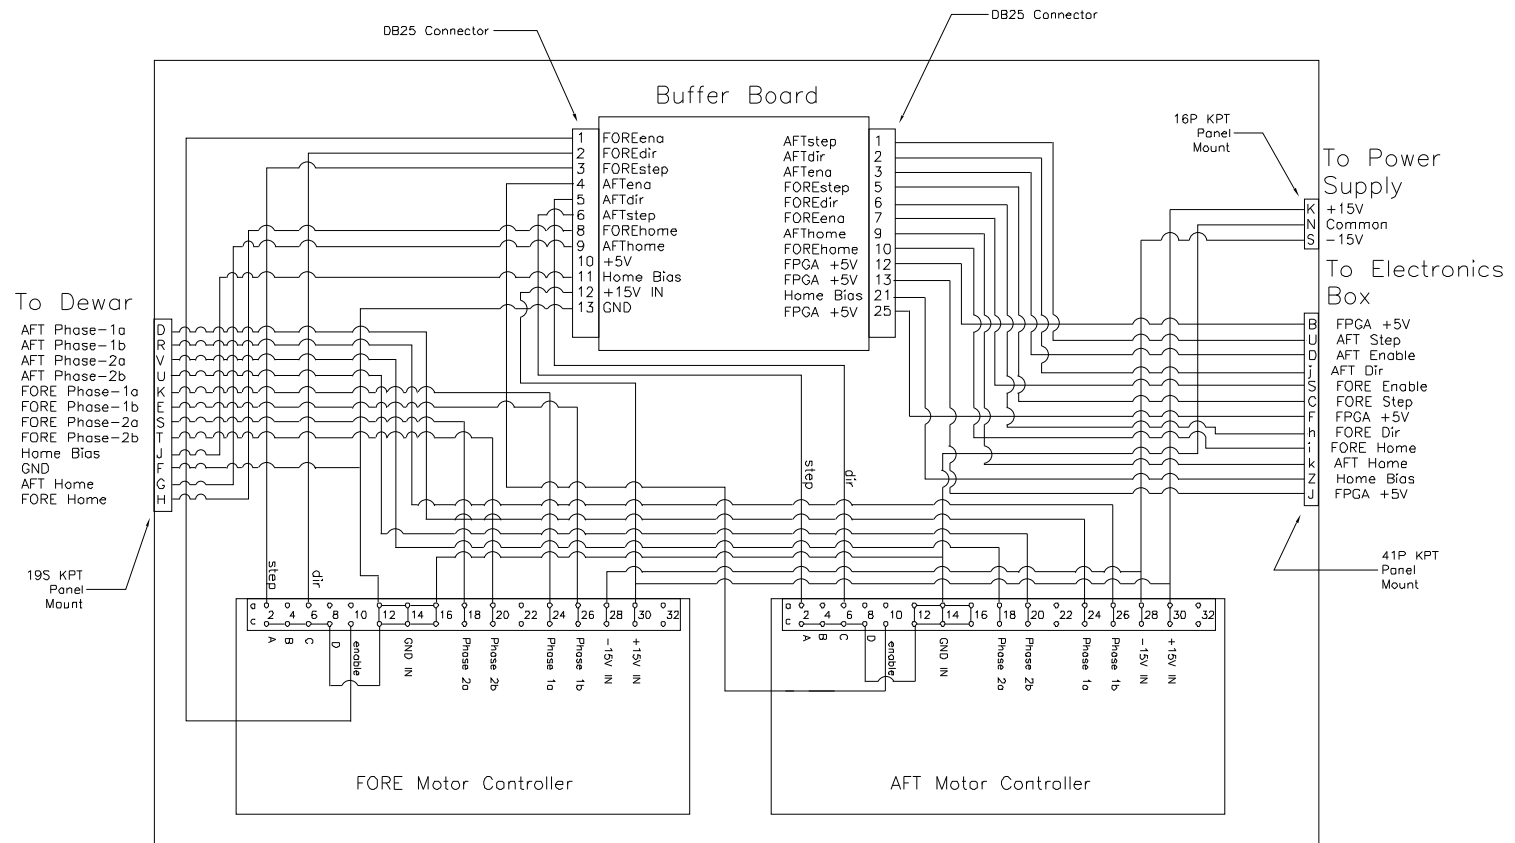 DB25 Connector
DB25 Connector
Buffer Board
16P KPT
Panel
Mount
To Power
Supply
K +15V
N Common
S -15V
1 FOREena
2 FOREdir
3 FOREstep
4 AFTena
5 AFTdir
6 AFTstep
8 FOREhome
9 AFThome
10 +5V
11 Home Bias
12 +15V IN
13 GND
AFTstep 1
AFTdir 2
AFTena 3
FOREstep 5
FOREdir 6
FOREena 7
AFThome 9
FOREhome 10
FPGA +5V 12
FPGA +5V 13
Home Bias 21
FPGA +5V 25
To Electronics
Box
B FPGA +5V
U AFT Step
D AFT Enable
j AFT Dir
S FORE Enable
C FORE Step
F FPGA +5V
h FORE Dir
i FORE Home
k AFT Home
Z Home Bias
J FPGA +5V
41P KPT
Panel
Mount
To Dewar
AFT Phase-1a D
AFT Phase-1b R
AFT Phase-2a V
AFT Phase-2b U
FORE Phase-1a K
FORE Phase-1b E
FORE Phase-2a S
FORE Phase-2b T
Home Bias J
GND F
AFT Home G
FORE Home H
19S KPT
Panel
Mount
step
dir
step
dir
a
c
2 4 6 8 10 12 14 16 18 20 22 24 26 28 30 32
A
B
C
D
enable
GND IN
Phase 2a
Phase 2b
Phase 1a
Phase 1b
-15V IN
+15V IN
FORE Motor Controller
a
c
2 4 6 8 10 12 14 16 18 20 22 24 26 28 30 32
A
B
C
D
enable
GND IN
Phase 2a
Phase 2b
Phase 1a
Phase 1b
-15V IN
+15V IN
AFT Motor Controller